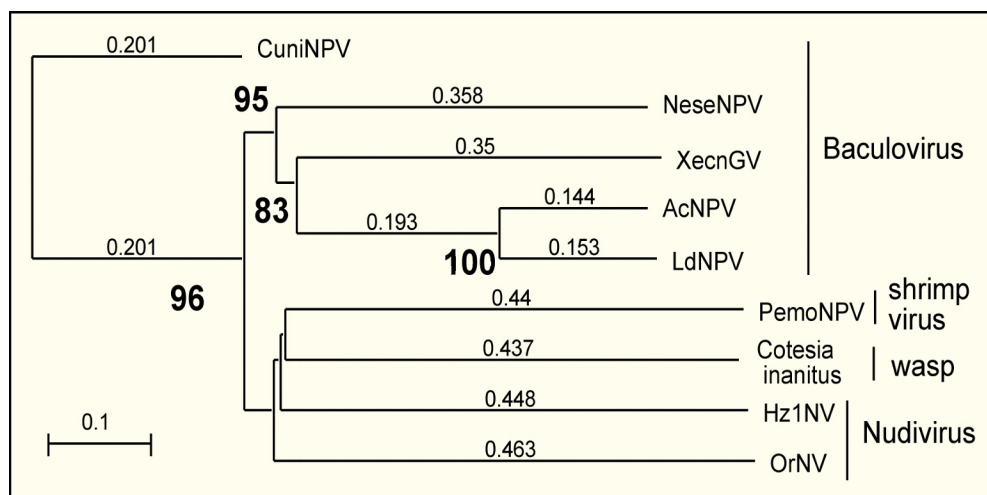 0.201
CuniNPV
95
0.358
NeseNPV
Baculovirus
0.35
XecnGV
83
0.144
AcNPV
0.193
0.201
100
0.153
LdNPV
96
0.44
PemoNPV
shrimp
virus
0.437
Cotesia
inanitus
wasp
0.1
0.448
Hz1NV
Nudivirus
0.463
OrNV